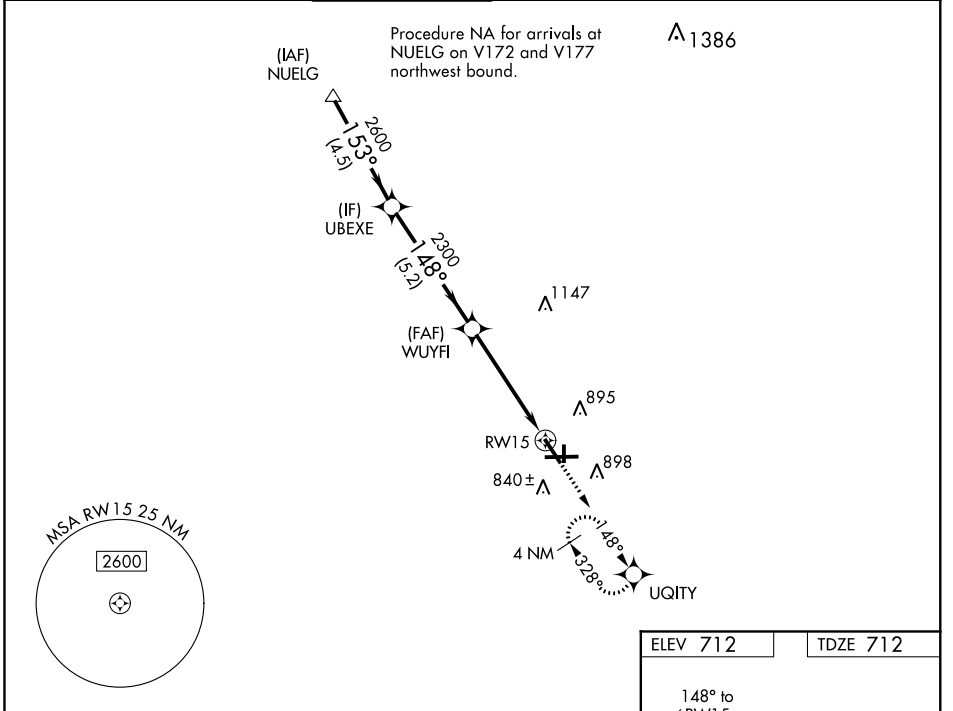 Procedure NA for arrivals at
NUELG on V172 and V177
northwest bound.
1386
(IAF)
NUELG
2600
153°
(4.5)
(IF)
UBEXE
2300
148°
(5.2)
1147
(FAF)
WUYFI
895
RW15
898
840±
148°
4 NM
328°
UQITY
MSA RW15 25 NM
2600
ELEV 712
TDZE 712
148° to
RW15